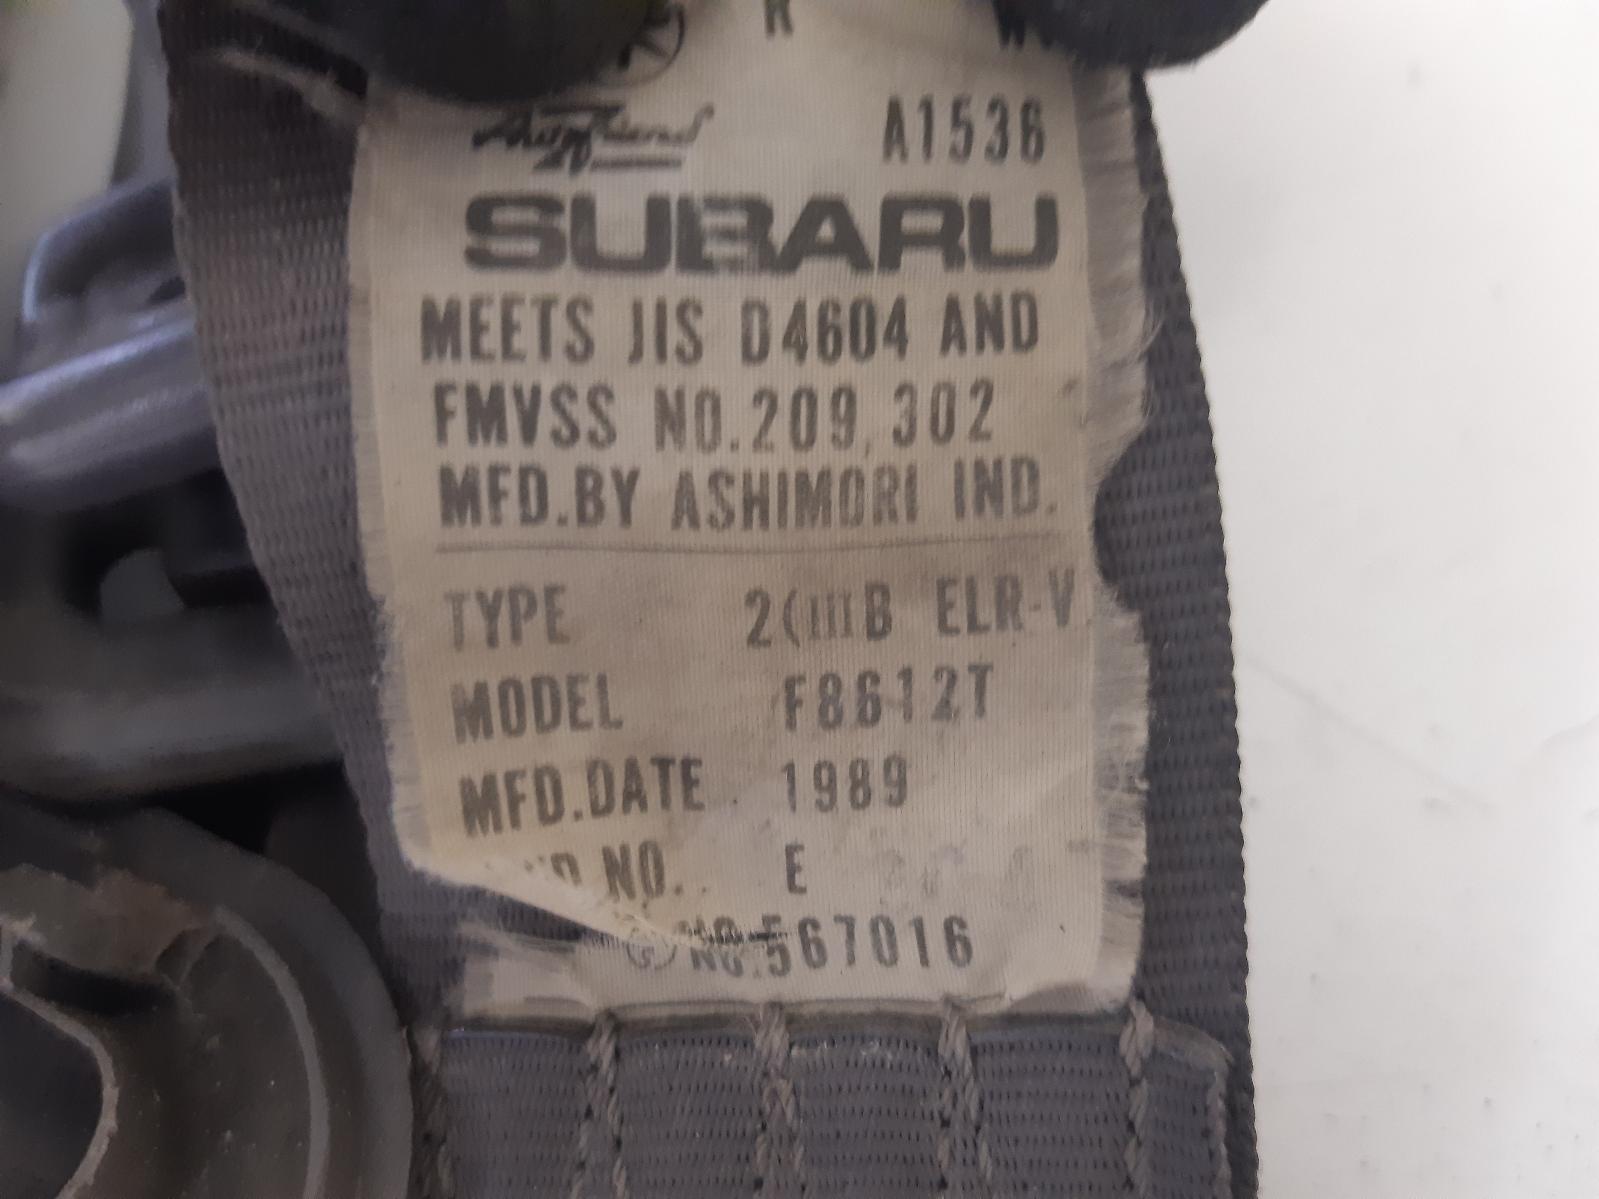 R
A1536
SUBARU
MEETS JIS D4604 AND
FMVSS NO.209,302
MFD.BY ASHIMORI IND.
TYPE 2(IIIB ELR-V
MODEL F8612T
MFD.DATE. 1989
NO. E
NO.567016